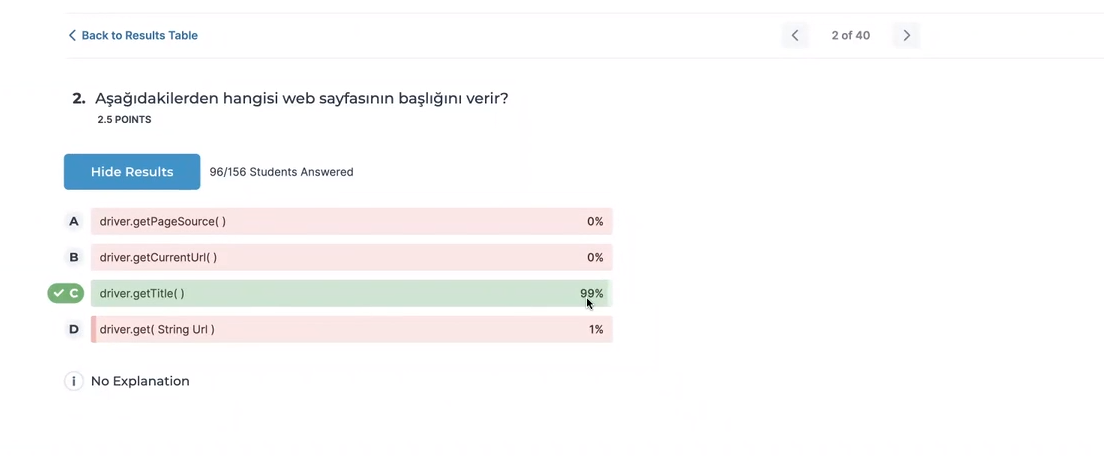 Back to Results Table
2 of 40
2. Aşağıdakilerden hangisi web sayfasının başlığını verir?
2.5 POINTS
Hide Results 96/156 Students Answered
A driver.getPageSource( ) 0%
B driver.getCurrentUrl( ) 0%
C driver.getTitle( ) 99%
D driver.get( String Url ) 1%
i No Explanation